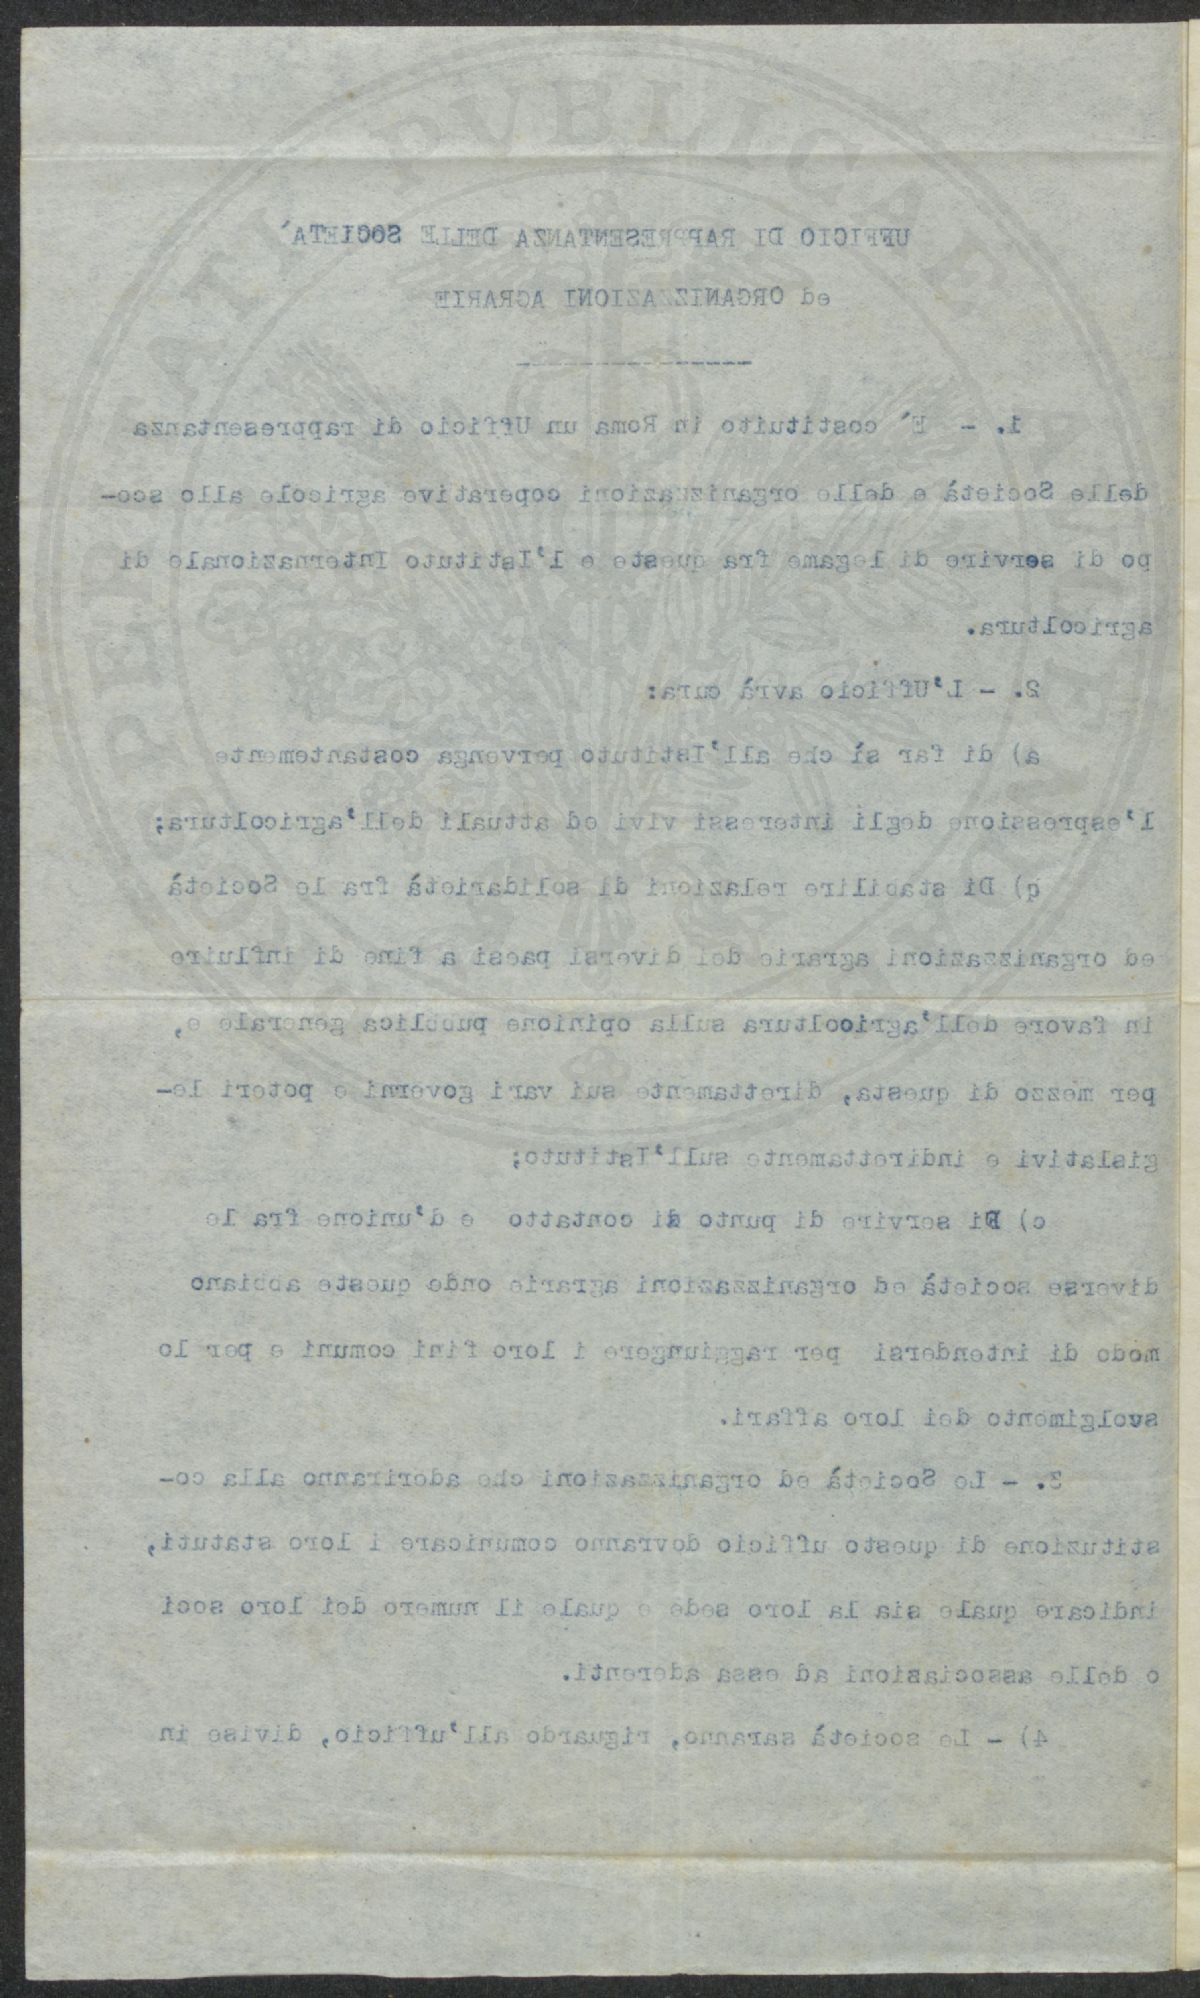 UFFICIO DI RAPPRESENTANZA DELLE SOCIETA`
ed ORGANIZZAZIONI AGRARIE
1. - E` costituito in Roma un Ufficio di rappresentanza
delle Società e delle organizzazioni coperative agricole allo sco-
po di servire di legame fra queste e l'Istituto Internazionale di
agricoltura.
2. - L'Ufficio avrà cura:
a) di far sì che all'Istituto pervenga costantemente
l'espressione degli interessi vivi ed attuali dell'agricoltura;
b) Di stabilire relazioni di solidarietà fra le Società
ed organizzazioni agrarie dei diversi paesi a fine di influire
in favore dell'agricoltura sulla opinione pubblica generale e,
per mezzo di questa, direttamente sui vari governi e poteri le-
gislativi e indirettamente sull'Istituto;
c) Di servire di punto di contatto e d'unione fra le
diverse società ed organizzazioni agrarie onde queste abbiano
modo di intendersi per raggiungere i loro fini comuni e per lo
svolgimento dei loro affari.
3. - Le Società ed organizzazioni che aderiranno alla co-
stituzione di questo ufficio dovranno comunicare i loro statuti,
indicare quale sia la loro sede e quale il numero dei loro soci
o delle associazioni ad essa aderenti.
4) - Le società saranno, riguardo all'ufficio, divise in